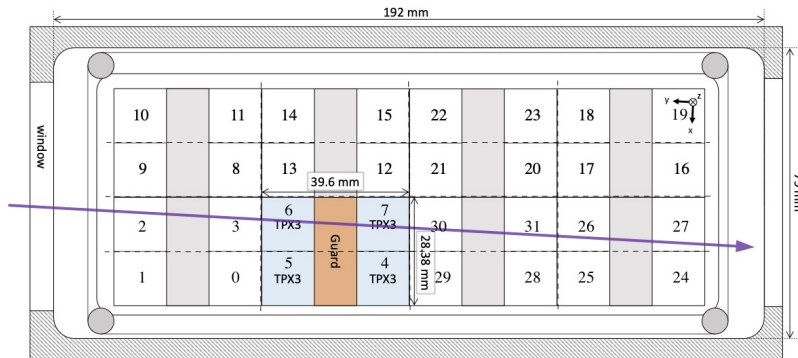 192 mm
window
10 11 14 15 22 23 18 19
y z
x
9 8 13 12 21 20 17 16
39.6 mm
2 3 6 7 30 31 26 27
TPX3 TPX3
Guard
28.38 mm
1 0 5 4 29 28 25 24
TPX3 TPX3